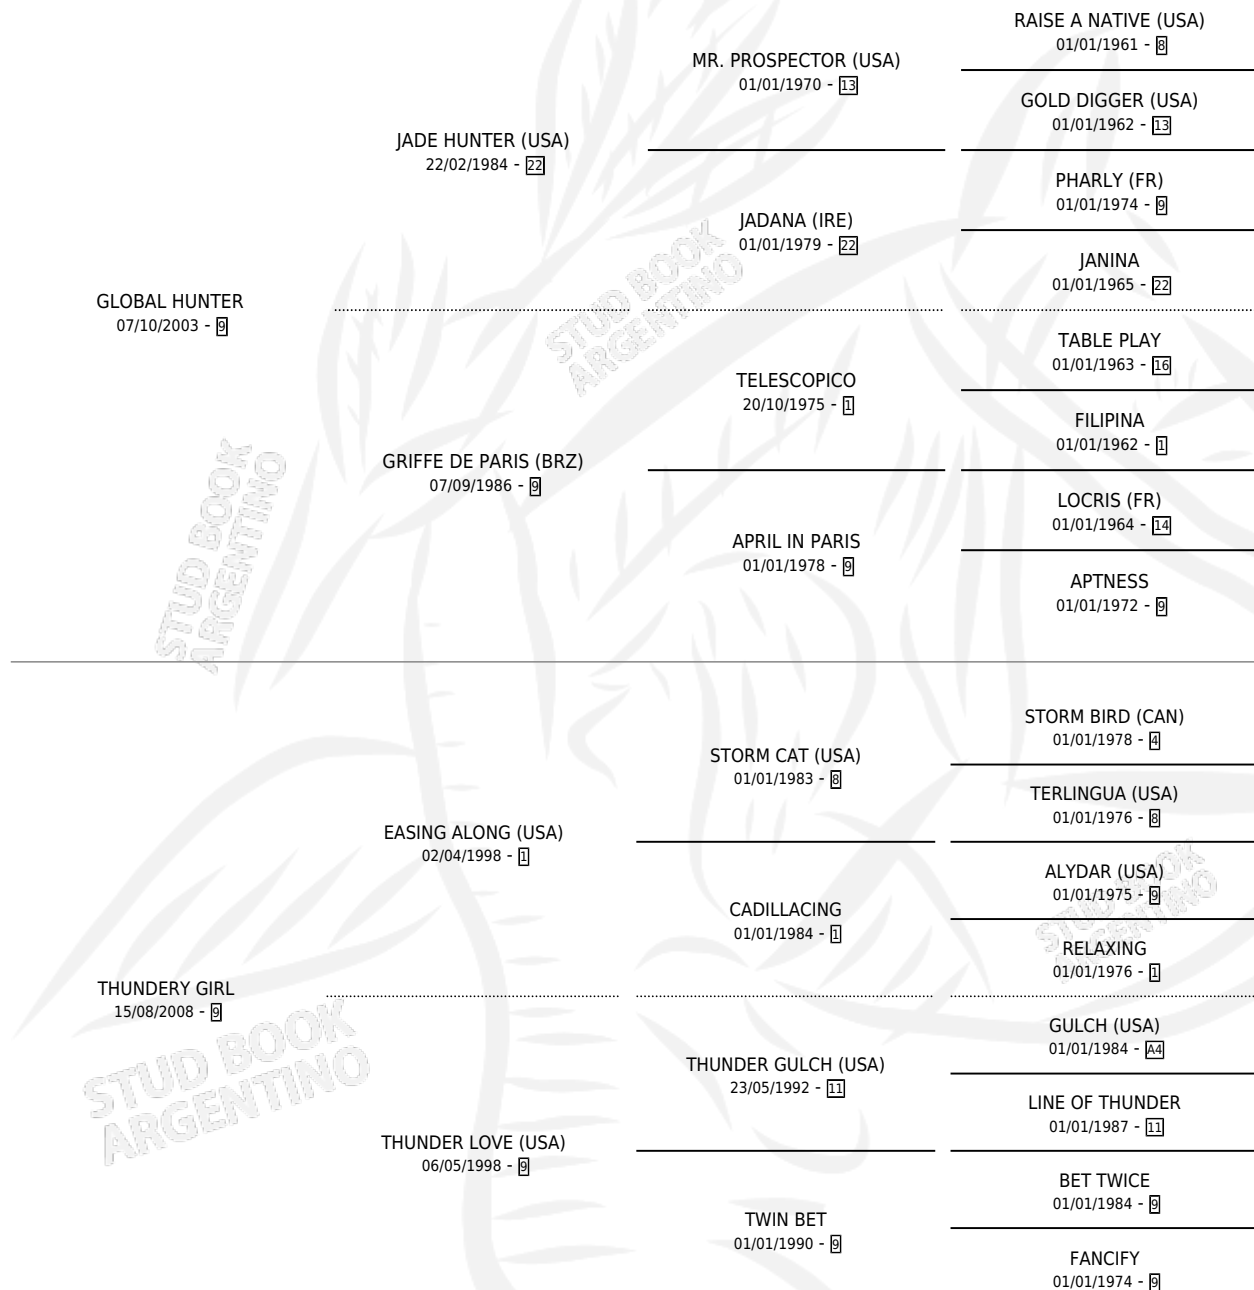 RAISE A NATIVE (USA)
01/01/1961 - 8
MR. PROSPECTOR (USA)
01/01/1970 - 13
GOLD DIGGER (USA)
01/01/1962 - 13
JADE HUNTER (USA)
22/02/1984 - 22
PHARLY (FR)
01/01/1974 - 9
JADANA (IRE)
01/01/1979 - 22
JANINA
01/01/1965 - 22
GLOBAL HUNTER
07/10/2003 - 9
TABLE PLAY
01/01/1963 - 16
TELESCOPICO
20/10/1975 - 1
FILIPINA
01/01/1962 - 1
GRIFFE DE PARIS (BRZ)
07/09/1986 - 9
LOCRIS (FR)
01/01/1964 - 14
APRIL IN PARIS
01/01/1978 - 9
APTNESS
01/01/1972 - 9
STUD BOOK
ARGENTINO
STUD BOOK
ARGENTINO
STORM BIRD (CAN)
01/01/1978 - 4
STORM CAT (USA)
01/01/1983 - 8
TERLINGUA (USA)
01/01/1976 - 8
EASING ALONG (USA)
02/04/1998 - 1
ALYDAR (USA)
01/01/1975 - 9
CADILLACING
01/01/1984 - 1
RELAXING
01/01/1976 - 1
THUNDERY GIRL
15/08/2008 - 9
GULCH (USA)
01/01/1984 - A4
THUNDER GULCH (USA)
23/05/1992 - 11
LINE OF THUNDER
01/01/1987 - 11
THUNDER LOVE (USA)
06/05/1998 - 9
BET TWICE
01/01/1984 - 9
TWIN BET
01/01/1990 - 9
FANCIFY
01/01/1974 - 9
STUD BOOK
ARGENTINO
STUD BOOK
ARGENTINO